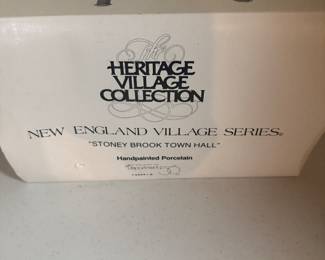 The
HERITAGE
VILLAGE
COLLECTION
NEW ENGLAND VILLAGE SERIES®
"STONEY BROOK TOWN HALL"
Handpainted Porcelain